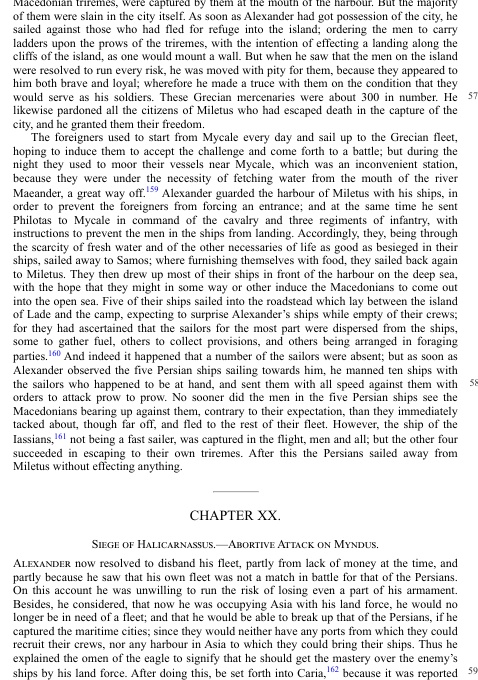 Macedonian triremes, were captured by them at the mouth of the harbour. But the majority
of them were slain in the city itself. As soon as Alexander had got possession of the city, he
sailed against those who had fled for refuge into the island; ordering the men to carry
ladders upon the prows of the triremes, with the intention of effecting a landing along the
cliffs of the island, as one would mount a wall. But when he saw that the men on the island
were resolved to run every risk, he was moved with pity for them, because they appeared to
him both brave and loyal; wherefore he made a truce with them on the condition that they
would serve as his soldiers. These Grecian mercenaries were about 300 in number. He 57
likewise pardoned all the citizens of Miletus who had escaped death in the capture of the
city, and he granted them their freedom.
The foreigners used to start from Mycale every day and sail up to the Grecian fleet,
hoping to induce them to accept the challenge and come forth to a battle; but during the
night they used to moor their vessels near Mycale, which was an inconvenient station,
because they were under the necessity of fetching water from the mouth of the river
Maeander, a great way off.159 Alexander guarded the harbour of Miletus with his ships, in
order to prevent the foreigners from forcing an entrance; and at the same time he sent
Philotas to Mycale in command of the cavalry and three regiments of infantry, with
instructions to prevent the men in the ships from landing. Accordingly, they, being through
the scarcity of fresh water and of the other necessaries of life as good as besieged in their
ships, sailed away to Samos; where furnishing themselves with food, they sailed back again
to Miletus. They then drew up most of their ships in front of the harbour on the deep sea,
with the hope that they might in some way or other induce the Macedonians to come out
into the open sea. Five of their ships sailed into the roadstead which lay between the island
of Lade and the camp, expecting to surprise Alexander's ships while empty of their crews;
for they had ascertained that the sailors for the most part were dispersed from the ships,
some to gather fuel, others to collect provisions, and others being arranged in foraging
parties.160 And indeed it happened that a number of the sailors were absent; but as soon as
Alexander observed the five Persian ships sailing towards him, he manned ten ships with
the sailors who happened to be at hand, and sent them with all speed against them with 58
orders to attack prow to prow. No sooner did the men in the five Persian ships see the
Macedonians bearing up against them, contrary to their expectation, than they immediately
tacked about, though far off, and fled to the rest of their fleet. However, the ship of the
Iassians,161 not being a fast sailer, was captured in the flight, men and all; but the other four
succeeded in escaping to their own triremes. After this the Persians sailed away from
Miletus without effecting anything.
CHAPTER XX.
Siege of Halicarnassus.—Abortive Attack on Myndus.
Alexander now resolved to disband his fleet, partly from lack of money at the time, and
partly because he saw that his own fleet was not a match in battle for that of the Persians.
On this account he was unwilling to run the risk of losing even a part of his armament.
Besides, he considered, that now he was occupying Asia with his land force, he would no
longer be in need of a fleet; and that he would be able to break up that of the Persians, if he
captured the maritime cities; since they would neither have any ports from which they could
recruit their crews, nor any harbour in Asia to which they could bring their ships. Thus he
explained the omen of the eagle to signify that he should get the mastery over the enemy's
ships by his land force. After doing this, be set forth into Caria,162 because it was reported 59